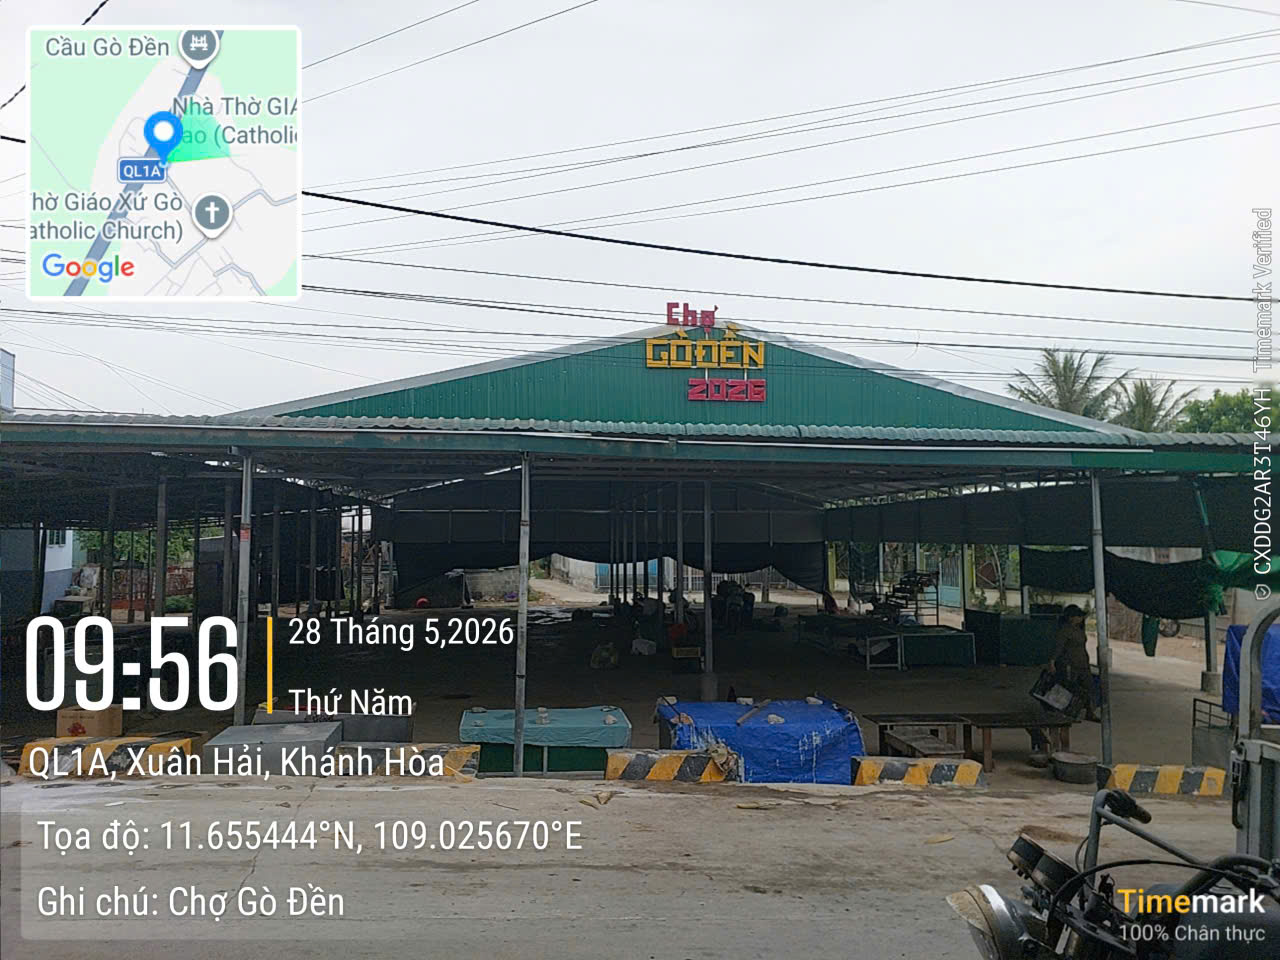 Cầu Gò Đền
Nhà Thờ GIÁ
ao (Catholic
QL1A
hờ Giáo Xứ Gò
atholic Church)
Google
Chợ
GÒ ĐỀN
2026
09:56
28 Tháng 5,2026
Thứ Năm
QL1A, Xuân Hải, Khánh Hòa
Tọa độ: 11.655444°N, 109.025670°E
Ghi chú: Chợ Gò Đền
CXDDG2AR3T46YH Timemark Verified
Timemark
100% Chân thực